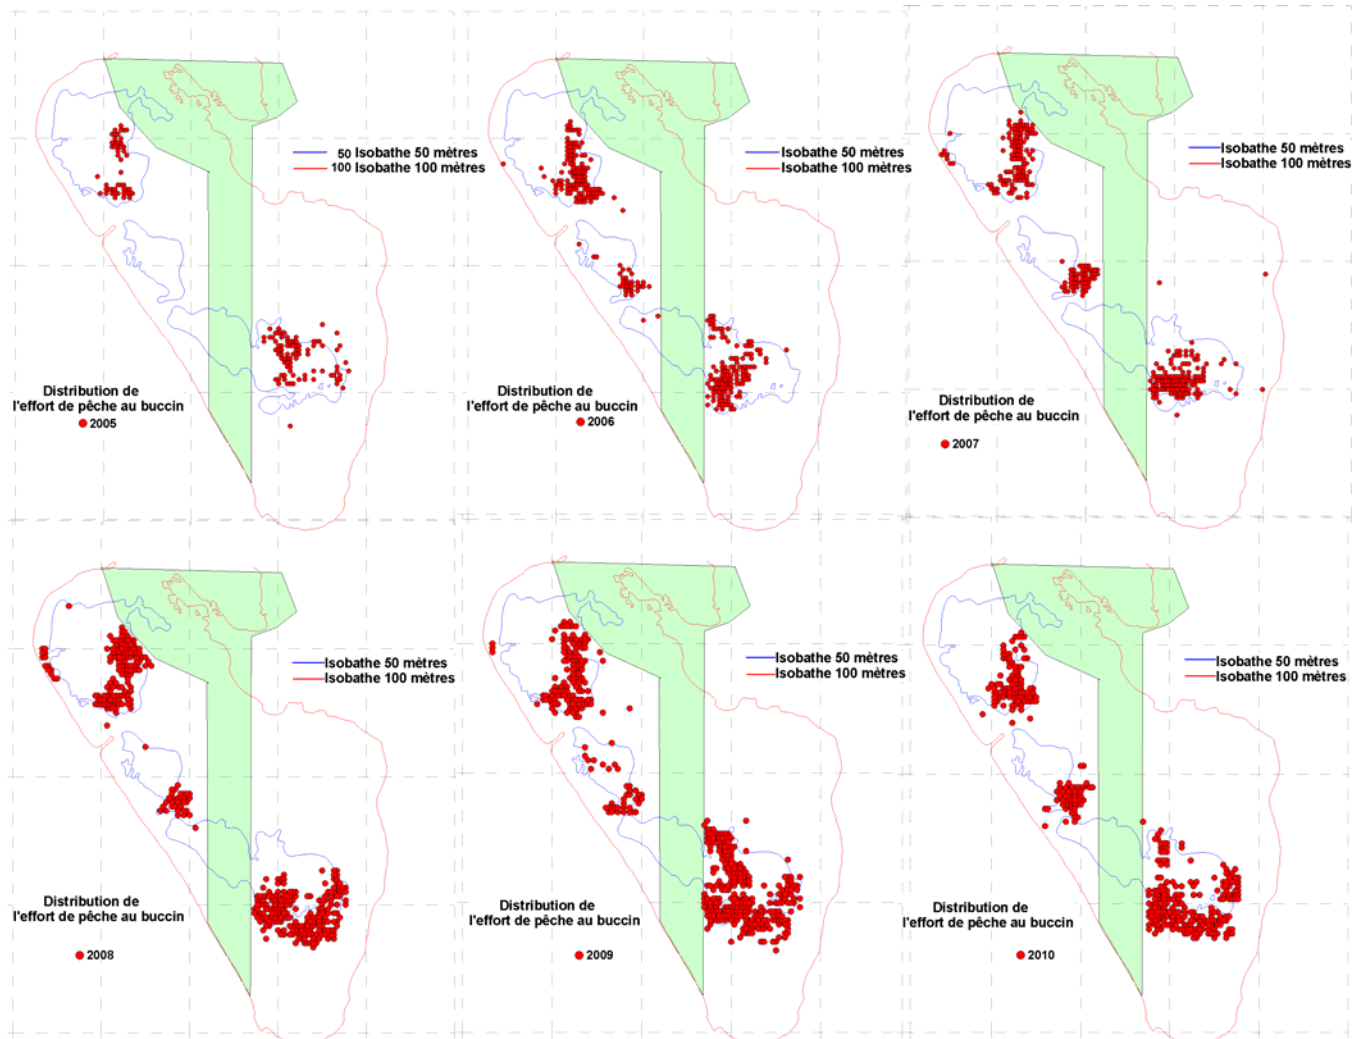 50 Isobathe 50 mètres
100 Isobathe 100 mètres
Distribution de
l'effort de pêche au buccin
2005
Isobathe 50 mètres
Isobathe 100 mètres
Distribution de
l'effort de pêche au buccin
2006
Isobathe 50 mètres
Isobathe 100 mètres
Distribution de
l'effort de pêche au buccin
2007
Isobathe 50 mètres
Isobathe 100 mètres
Distribution de
l'effort de pêche au buccin
2008
Isobathe 50 mètres
Isobathe 100 mètres
Distribution de
l'effort de pêche au buccin
2009
Isobathe 50 mètres
Isobathe 100 mètres
Distribution de
l'effort de pêche au buccin
2010